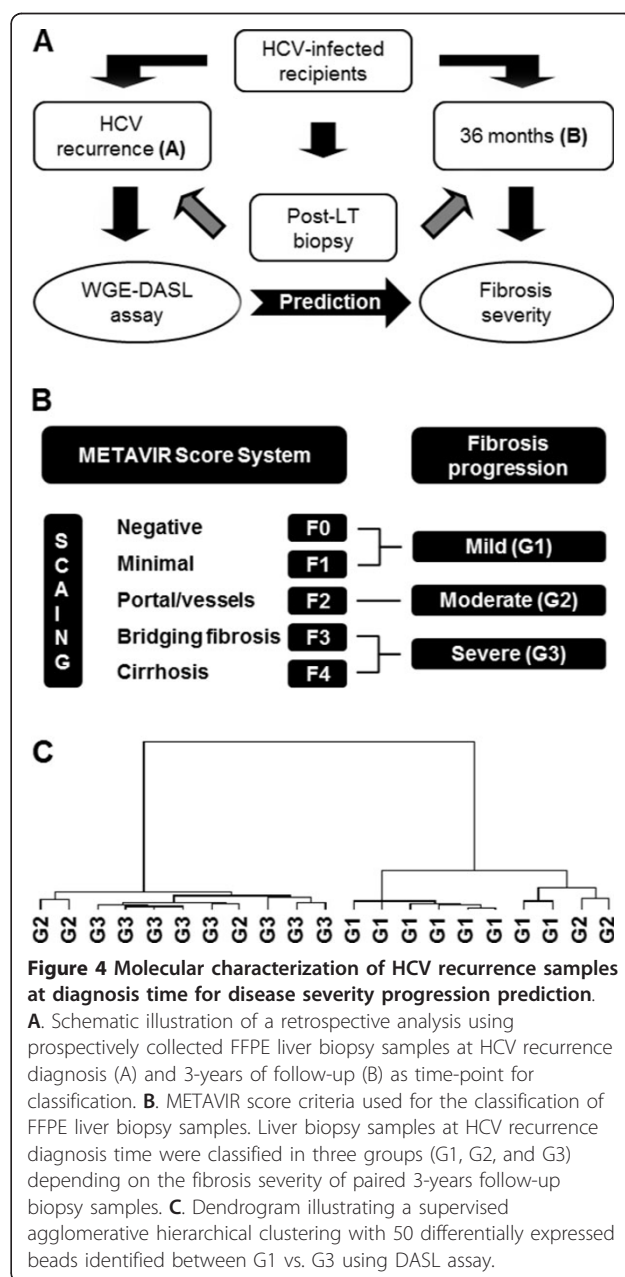 A
HCV-infected
recipients
HCV
recurrence (A)
36 months (B)
Post-LT
biopsy
WGE-DASL
assay
Prediction
Fibrosis
severity
B
METAVIR Score System
Fibrosis
progression
SCAING
Negative F0
Minimal F1
Mild (G1)
Portal/vessels F2
Moderate (G2)
Bridging fibrosis F3
Cirrhosis F4
Severe (G3)
C
G2 G2 G3 G3 G3 G3 G3 G2 G3 G3 G3 G1 G1 G1 G1 G1 G1 G1 G1 G2 G2
Figure 4 Molecular characterization of HCV recurrence samples
at diagnosis time for disease severity progression prediction.
A. Schematic illustration of a retrospective analysis using
prospectively collected FFPE liver biopsy samples at HCV recurrence
diagnosis (A) and 3-years of follow-up (B) as time-point for
classification. B. METAVIR score criteria used for the classification of
FFPE liver biopsy samples. Liver biopsy samples at HCV recurrence
diagnosis time were classified in three groups (G1, G2, and G3)
depending on the fibrosis severity of paired 3-years follow-up
biopsy samples. C. Dendrogram illustrating a supervised
agglomerative hierarchical clustering with 50 differentially expressed
beads identified between G1 vs. G3 using DASL assay.